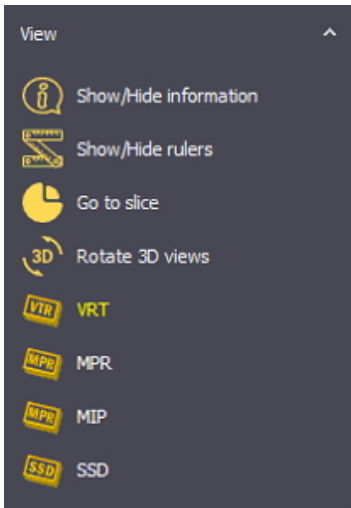 View
Show/Hide information
Show/Hide rulers
Go to slice
3D Rotate 3D views
VTR VRT
MPR MPR
MPR MIP
SSD SSD